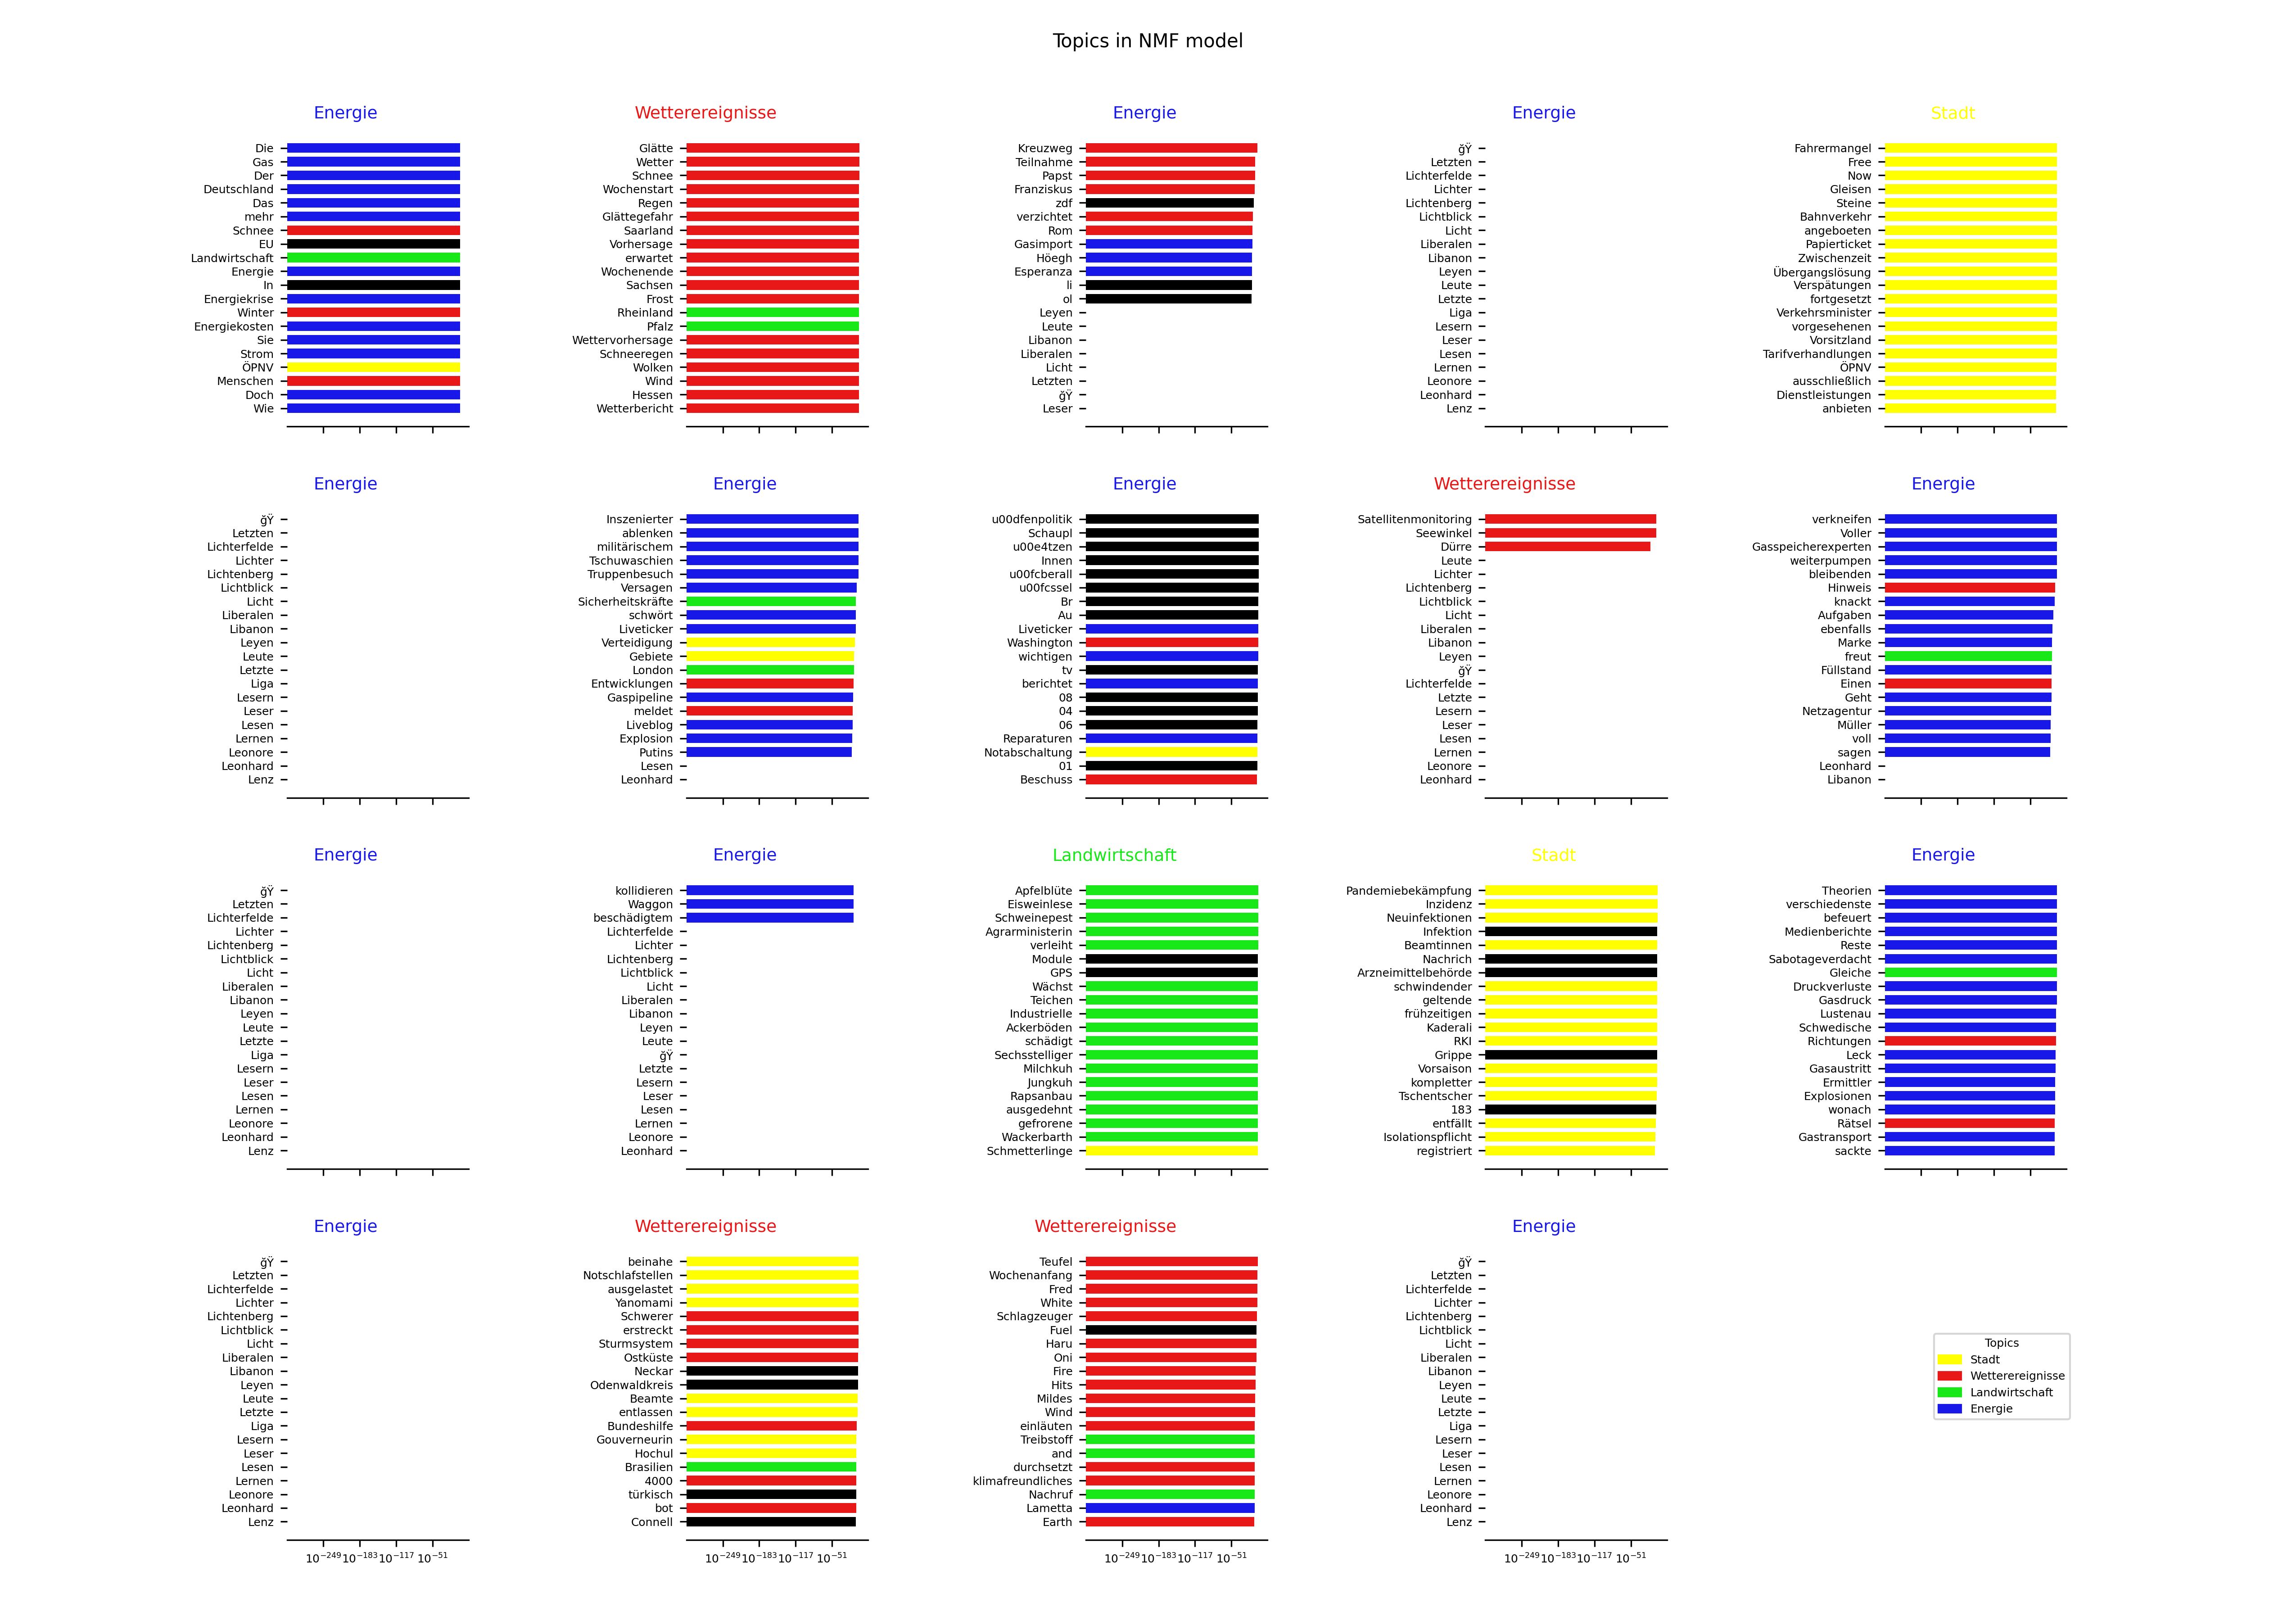 Topics in NMF model
Energie
Die
Gas
Der
Deutschland
Das
mehr
Schnee
EU
Landwirtschaft
Energie
In
Energiekrise
Winter
Energiekosten
Sie
Strom
ÖPNV
Menschen
Doch
Wie
Wetterereignisse
Glätte
Wetter
Schnee
Wochenstart
Regen
Glättegefahr
Saarland
Vorhersage
erwartet
Wochenende
Sachsen
Frost
Rheinland
Pfalz
Wettervorhersage
Schneeregen
Wolken
Wind
Hessen
Wetterbericht
Energie
Kreuzweg
Teilnahme
Papst
Franziskus
zdf
verzichtet
Rom
Gasimport
Höegh
Esperanza
li
ol
Leyen
Leute
Libanon
Liberalen
Licht
Letzten
ğŸ
Leser
Energie
ğŸ
Letzten
Lichterfelde
Lichter
Lichtenberg
Lichtblick
Licht
Liberalen
Libanon
Leyen
Leute
Letzte
Liga
Lesern
Leser
Lesen
Lernen
Leonore
Leonhard
Lenz
Stadt
Fahrermangel
Free
Now
Gleisen
Steine
Bahnverkehr
angeboten
Papierticket
Zwischenzeit
Übergangslösung
Verspätungen
fortgesetzt
Verkehrsminister
vorgesehenen
Vorsitzland
Tarifverhandlungen
ÖPNV
ausschließlich
Dienstleistungen
anbieten
Energie
ğŸ
Letzten
Lichterfelde
Lichter
Lichtenberg
Lichtblick
Licht
Liberalen
Libanon
Leyen
Leute
Letzte
Liga
Lesern
Leser
Lesen
Lernen
Leonore
Leonhard
Lenz
Energie
Inszenierter
ablenken
militärischem
Tschuwaschien
Truppenbesuch
Versagen
Sicherheitskräfte
schwört
Liveticker
Verteidigung
Gebiete
London
Entwicklungen
Gaspipeline
meldet
Liveblog
Explosion
Putins
Lesen
Leonhard
Energie
u00dfenpolitik
Schaupl
u00e4tzen
Innen
u00fcberall
u00fcssel
Br
Au
Liveticker
Washington
wichtigen
tv
berichtet
08
04
06
Reparaturen
Notabschaltung
01
Beschuss
Wetterereignisse
Satellitenmonitoring
Seewinkel
Dürre
Leute
Lichter
Lichtenberg
Lichtblick
Licht
Liberalen
Libanon
Leyen
ğŸ
Lichterfelde
Letzte
Lesern
Leser
Lesen
Lernen
Leonore
Leonhard
Energie
verkneifen
Voller
Gasspeicherexperten
weiterpumpen
bleibenden
Hinweis
knackt
Aufgaben
ebenfalls
Marke
freut
Füllstand
Einen
Geht
Netzagentur
Müller
voll
sagen
Leonhard
Libanon
Energie
ğŸ
Letzten
Lichterfelde
Lichter
Lichtenberg
Lichtblick
Licht
Liberalen
Libanon
Leyen
Leute
Letzte
Liga
Lesern
Leser
Lesen
Lernen
Leonore
Leonhard
Lenz
Energie
kollidieren
Waggon
beschädigtem
Lichterfelde
Lichter
Lichtenberg
Lichtblick
Licht
Liberalen
Libanon
Leyen
Leute
ğŸ
Letzte
Lesern
Leser
Lesen
Lernen
Leonore
Leonhard
Landwirtschaft
Apfelblüte
Eisweinlese
Schweinepest
Agrarministerin
verleiht
Module
GPS
Wächst
Teichen
Industrielle
Ackerböden
schädigt
Sechsstelliger
Milchkuh
Jungkuh
Rapsanbau
ausgedehnt
gefrorene
Wackerbarth
Schmetterlinge
Stadt
Pandemiebekämpfung
Inzidenz
Neuinfektionen
Infektion
Beamtinnen
Nachrich
Arzneimittelbehörde
schwindender
geltende
frühzeitigen
Kaderali
RKI
Grippe
Vorsaison
kompletter
Tschentscher
183
entfällt
Isolationspflicht
registriert
Energie
Theorien
verschiedenste
befeuert
Medienberichte
Reste
Sabotageverdacht
Gleiche
Druckverluste
Gasdruck
Lustenau
Schwedische
Richtungen
Leck
Gasaustritt
Ermittler
Explosionen
wonach
Rätsel
Gastransport
sackte
Energie
ğŸ
Letzten
Lichterfelde
Lichter
Lichtenberg
Lichtblick
Licht
Liberalen
Libanon
Leyen
Leute
Letzte
Liga
Lesern
Leser
Lesen
Lernen
Leonore
Leonhard
Lenz
10⁻²⁴⁹ 10⁻¹⁸³ 10⁻¹¹⁷ 10⁻⁵¹
Wetterereignisse
beinahe
Notschlafstellen
ausgelastet
Yanomami
Schwerer
erstreckt
Sturmsystem
Ostküste
Neckar
Odenwaldkreis
Beamte
entlassen
Bundeshilfe
Gouverneurin
Hochul
Brasilien
4000
türkisch
bot
Connell
10⁻²⁴⁹ 10⁻¹⁸³ 10⁻¹¹⁷ 10⁻⁵¹
Wetterereignisse
Teufel
Wochenanfang
Fred
White
Schlagzeuger
Fuel
Haru
Oni
Fire
Hits
Mildes
Wind
einläuten
Treibstoff
and
durchsetzt
klimafreundliches
Nachruf
Lametta
Earth
10⁻²⁴⁹ 10⁻¹⁸³ 10⁻¹¹⁷ 10⁻⁵¹
Energie
ğŸ
Letzten
Lichterfelde
Lichter
Lichtenberg
Lichtblick
Licht
Liberalen
Libanon
Leyen
Leute
Letzte
Liga
Lesern
Leser
Lesen
Lernen
Leonore
Leonhard
Lenz
10⁻²⁴⁹ 10⁻¹⁸³ 10⁻¹¹⁷ 10⁻⁵¹
Topics
Stadt
Wetterereignisse
Landwirtschaft
Energie